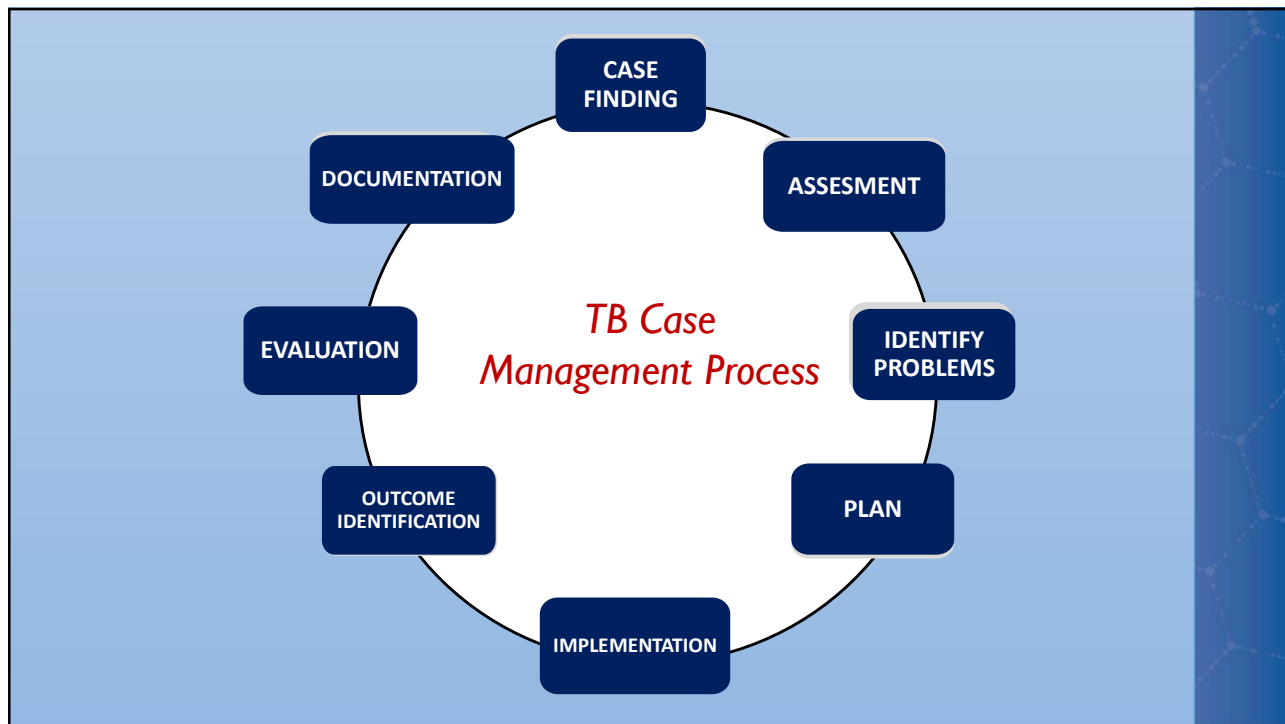 CASE
FINDING
ASSESMENT
IDENTIFY
PROBLEMS
PLAN
IMPLEMENTATION
OUTCOME
IDENTIFICATION
EVALUATION
DOCUMENTATION
TB Case
Management Process